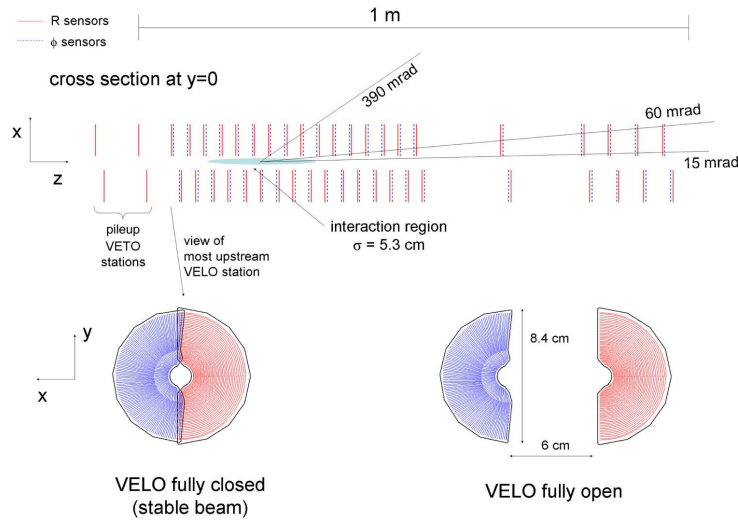 R sensors
ϕ sensors
1 m
cross section at y=0
390 mrad
60 mrad
15 mrad
x
z
pileup
VETO
stations
view of
most upstream
VELO station
interaction region
σ = 5.3 cm
y
x
8.4 cm
6 cm
VELO fully closed
(stable beam)
VELO fully open